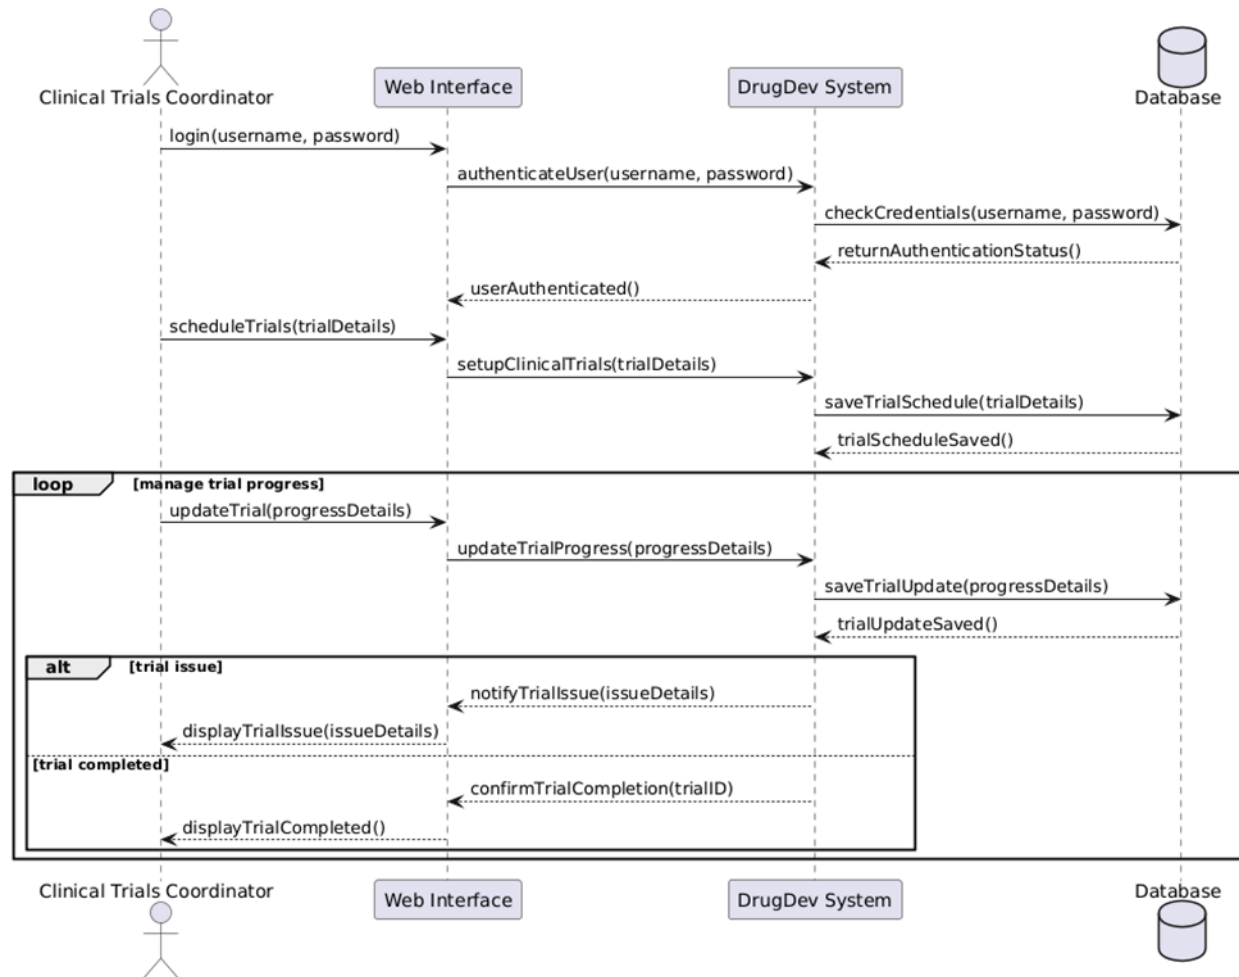 Clinical Trials Coordinator
Web Interface
DrugDev System
Database
login(username, password)
authenticateUser(username, password)
checkCredentials(username, password)
returnAuthenticationStatus()
userAuthenticated()
scheduleTrials(trialDetails)
setupClinicalTrials(trialDetails)
saveTrialSchedule(trialDetails)
trialScheduleSaved()
loop [manage trial progress]
updateTrial(progressDetails)
updateTrialProgress(progressDetails)
saveTrialUpdate(progressDetails)
trialUpdateSaved()
alt [trial issue]
notifyTrialIssue(issueDetails)
displayTrialIssue(issueDetails)
[trial completed]
confirmTrialCompletion(trialID)
displayTrialCompleted()
Clinical Trials Coordinator
Web Interface
DrugDev System
Database